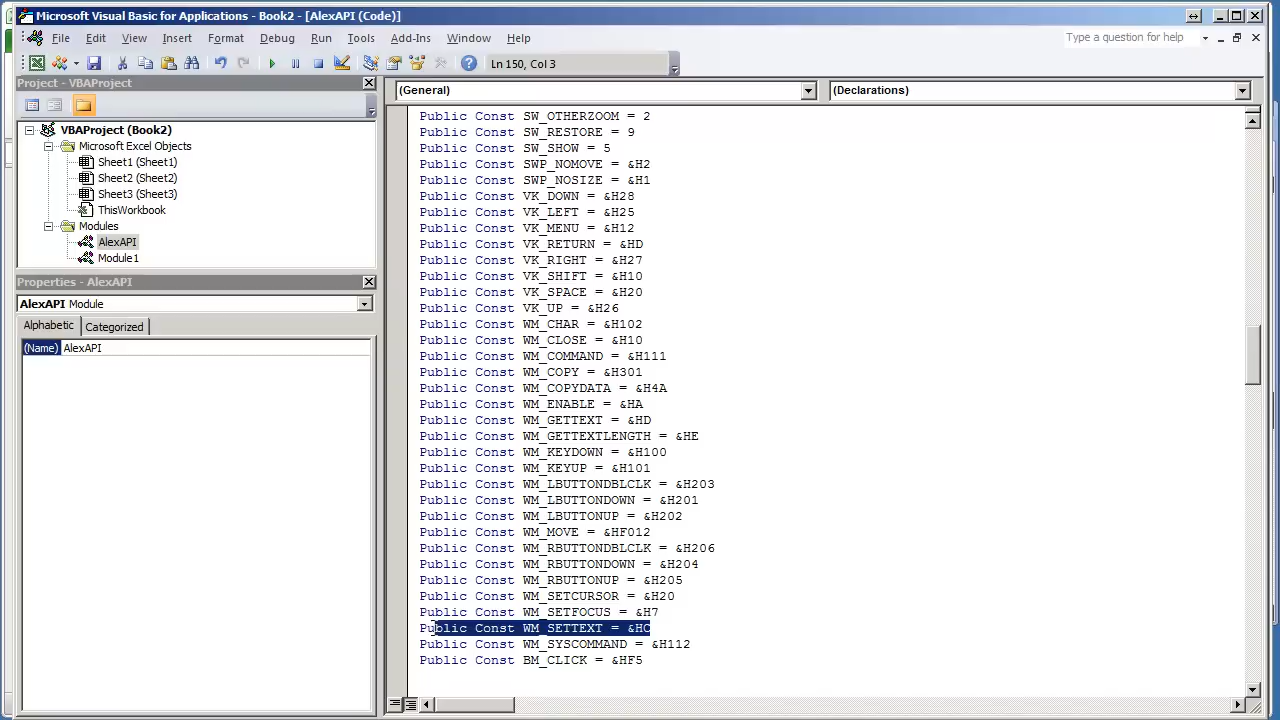 Microsoft Visual Basic for Applications - Book2 - [AlexAPI (Code)]
File Edit View Insert Format Debug Run Tools Add-Ins Window Help
Type a question for help
Ln 150, Col 3
Project - VBAProject
VBAProject (Book2)
Microsoft Excel Objects
Sheet1 (Sheet1)
Sheet2 (Sheet2)
Sheet3 (Sheet3)
ThisWorkbook
Modules
AlexAPI
Module1
Properties - AlexAPI
AlexAPI Module
Alphabetic Categorized
(Name) AlexAPI
(General) (Declarations)
Public Const SW_OTHERZOOM = 2
Public Const SW_RESTORE = 9
Public Const SW_SHOW = 5
Public Const SWP_NOMOVE = &H2
Public Const SWP_NOSIZE = &H1
Public Const VK_DOWN = &H28
Public Const VK_LEFT = &H25
Public Const VK_MENU = &H12
Public Const VK_RETURN = &HD
Public Const VK_RIGHT = &H27
Public Const VK_SHIFT = &H10
Public Const VK_SPACE = &H20
Public Const VK_UP = &H26
Public Const WM_CHAR = &H102
Public Const WM_CLOSE = &H10
Public Const WM_COMMAND = &H111
Public Const WM_COPY = &H301
Public Const WM_COPYDATA = &H4A
Public Const WM_ENABLE = &HA
Public Const WM_GETTEXT = &HD
Public Const WM_GETTEXTLENGTH = &HE
Public Const WM_KEYDOWN = &H100
Public Const WM_KEYUP = &H101
Public Const WM_LBUTTONDBLCLK = &H203
Public Const WM_LBUTTONDOWN = &H201
Public Const WM_LBUTTONUP = &H202
Public Const WM_MOVE = &HF012
Public Const WM_RBUTTONDBLCLK = &H206
Public Const WM_RBUTTONDOWN = &H204
Public Const WM_RBUTTONUP = &H205
Public Const WM_SETCURSOR = &H20
Public Const WM_SETFOCUS = &H7
Public Const WM_SETTEXT = &HC
Public Const WM_SYSCOMMAND = &H112
Public Const BM_CLICK = &HF5